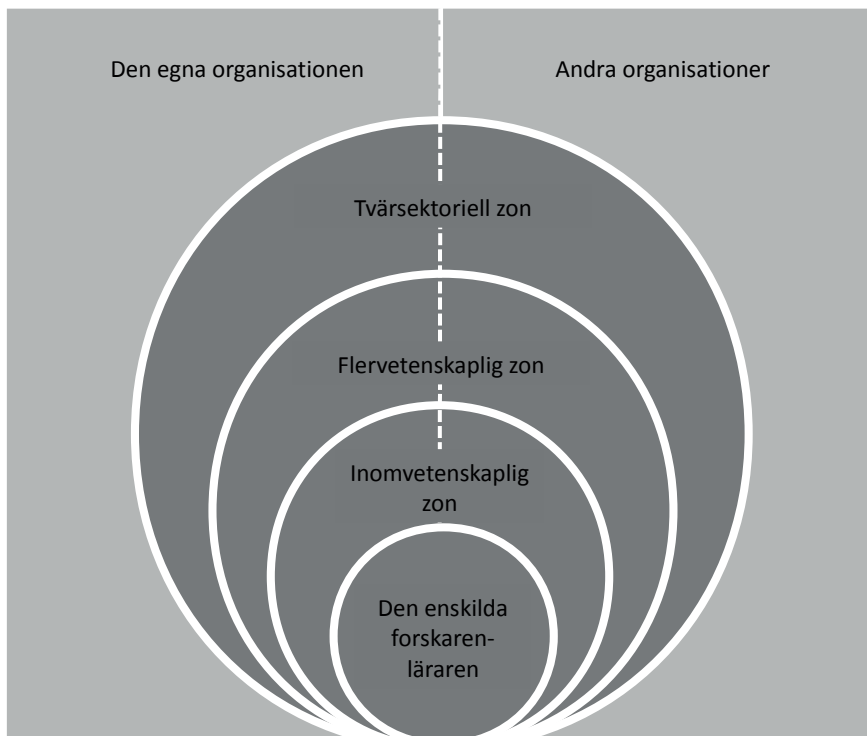 Den egna organisationen
Andra organisationer
Tvärsektoriell zon
Flervetenskaplig zon
Inomvetenskaplig
zon
Den enskilda
forskaren-
läraren